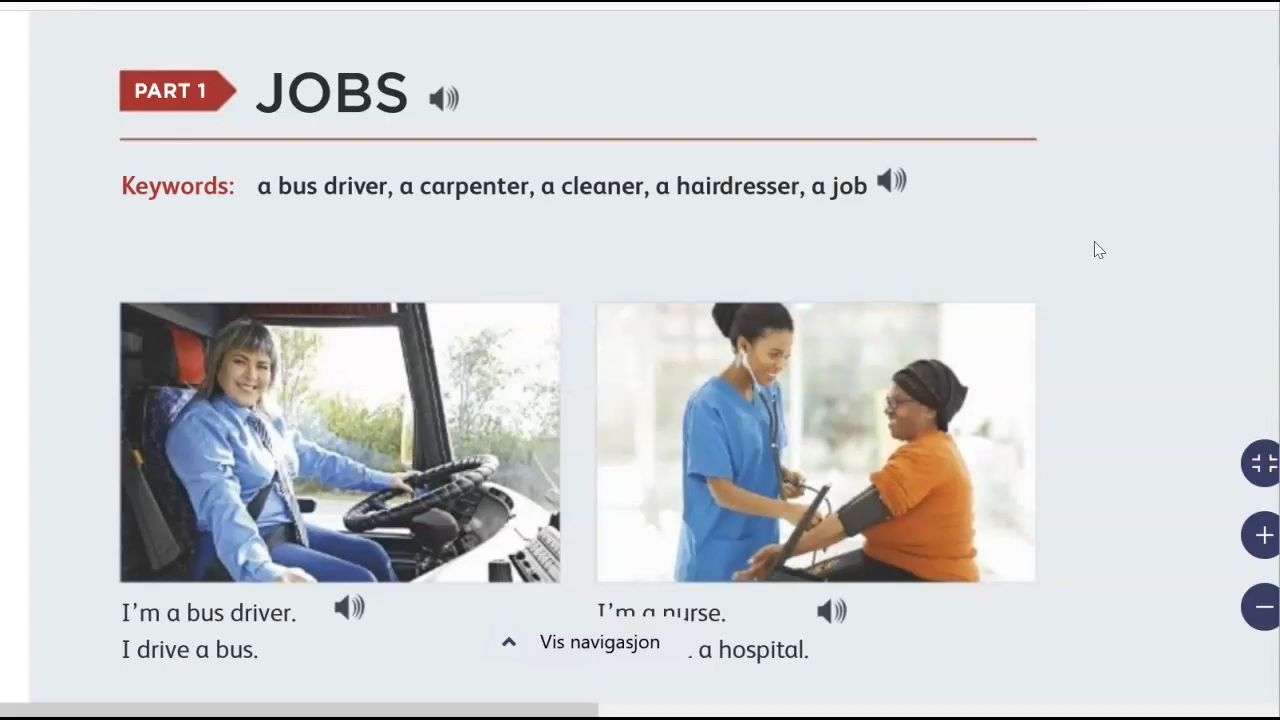 PART 1
JOBS
Keywords: a bus driver, a carpenter, a cleaner, a hairdresser, a job
I'm a bus driver.
I drive a bus.
I'm a nurse.
a hospital.
Vis navigasjon